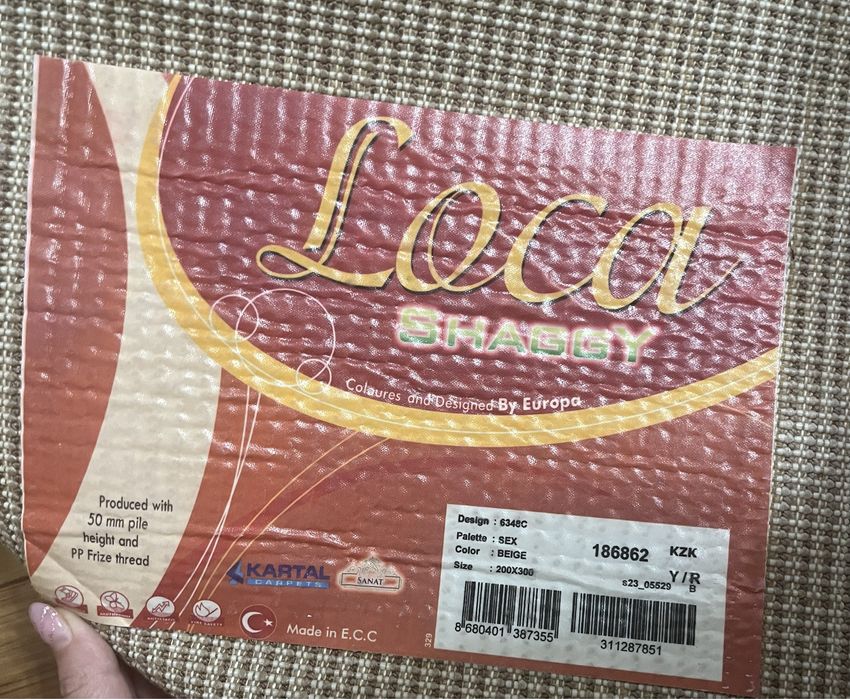 Loca
SHAGGY
Coloures and Designed By Europa
Produced with
50 mm pile
height and
PP Frize thread
KARTAL
CARPETS
SANAT
Made in E.C.C
329
Design : 6348C
Palette : SEX
Color : BEIGE
Size : 200X300
186862 KZK
Y / R
s23_05529 B
8 680401 387355
311287851